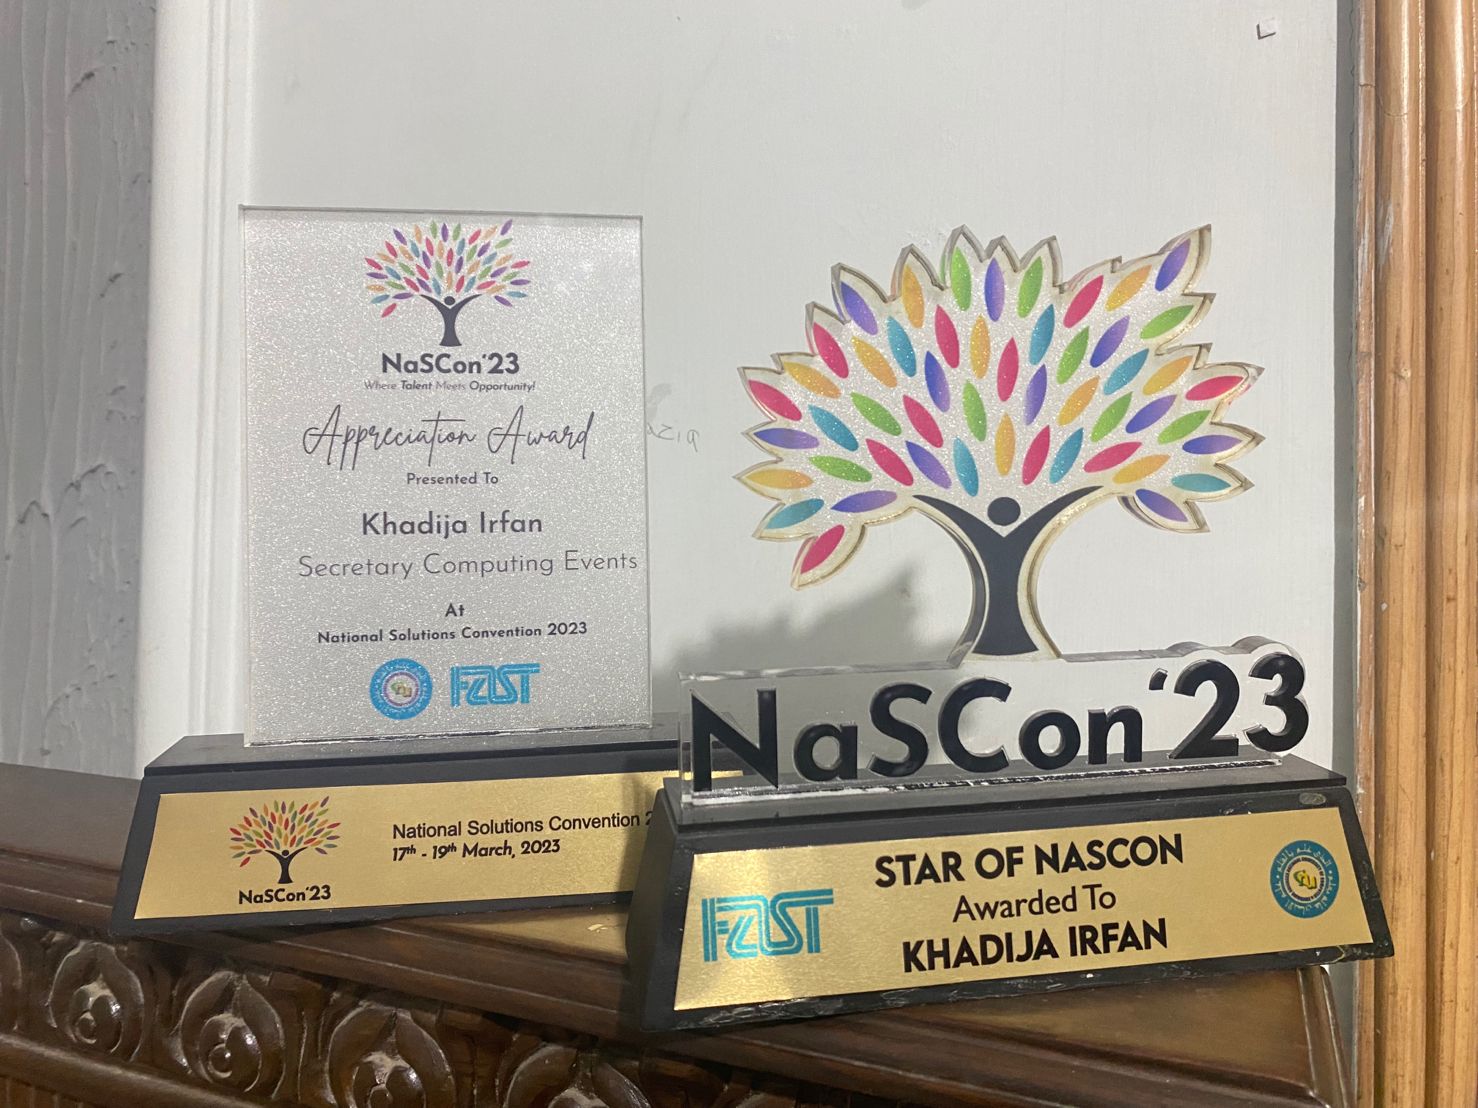 NaSCon'23
Where Talent Meets Opportunity!
Appreciation Award
Presented To
Khadija Irfan
Secretary Computing Events
At
National Solutions Convention 2023
FAST
NaSCon'23
National Solutions Convention 2
17th - 19th March, 2023
NaSCon '23
FAST
STAR OF NASCON
Awarded To
KHADIJA IRFAN